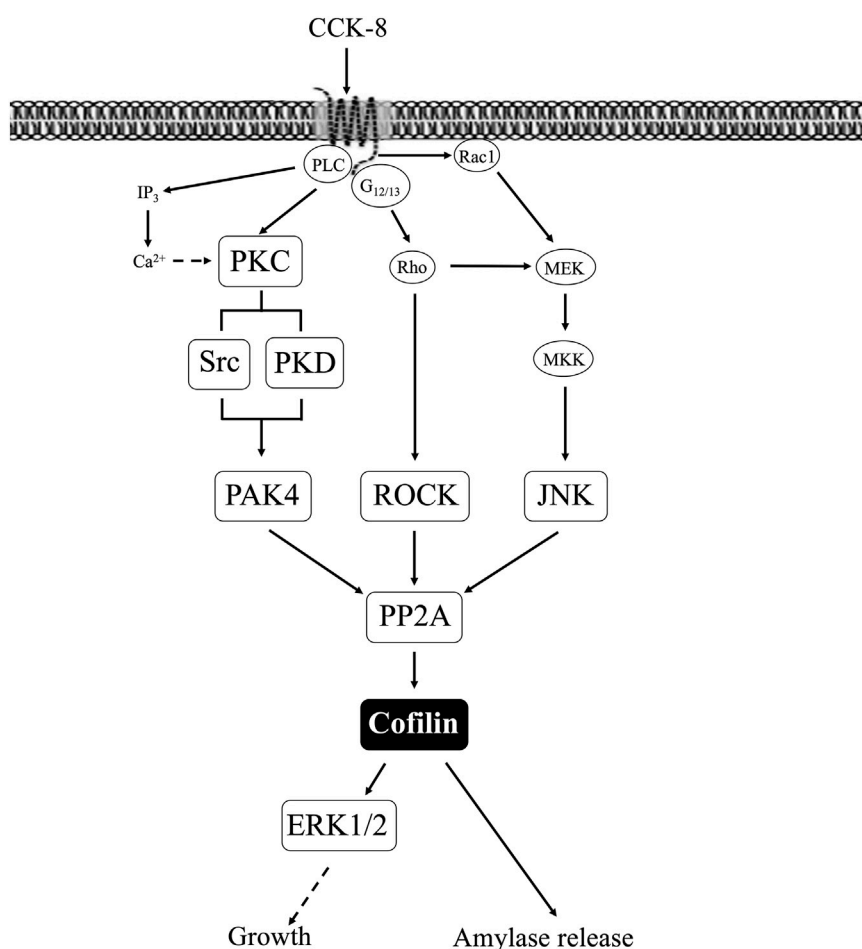 CCK-8
PLC
Rac1
G12/13
IP3
Ca2+
PKC
Rho
MEK
Src
PKD
MKK
PAK4
ROCK
JNK
PP2A
Cofilin
ERK1/2
Growth
Amylase release